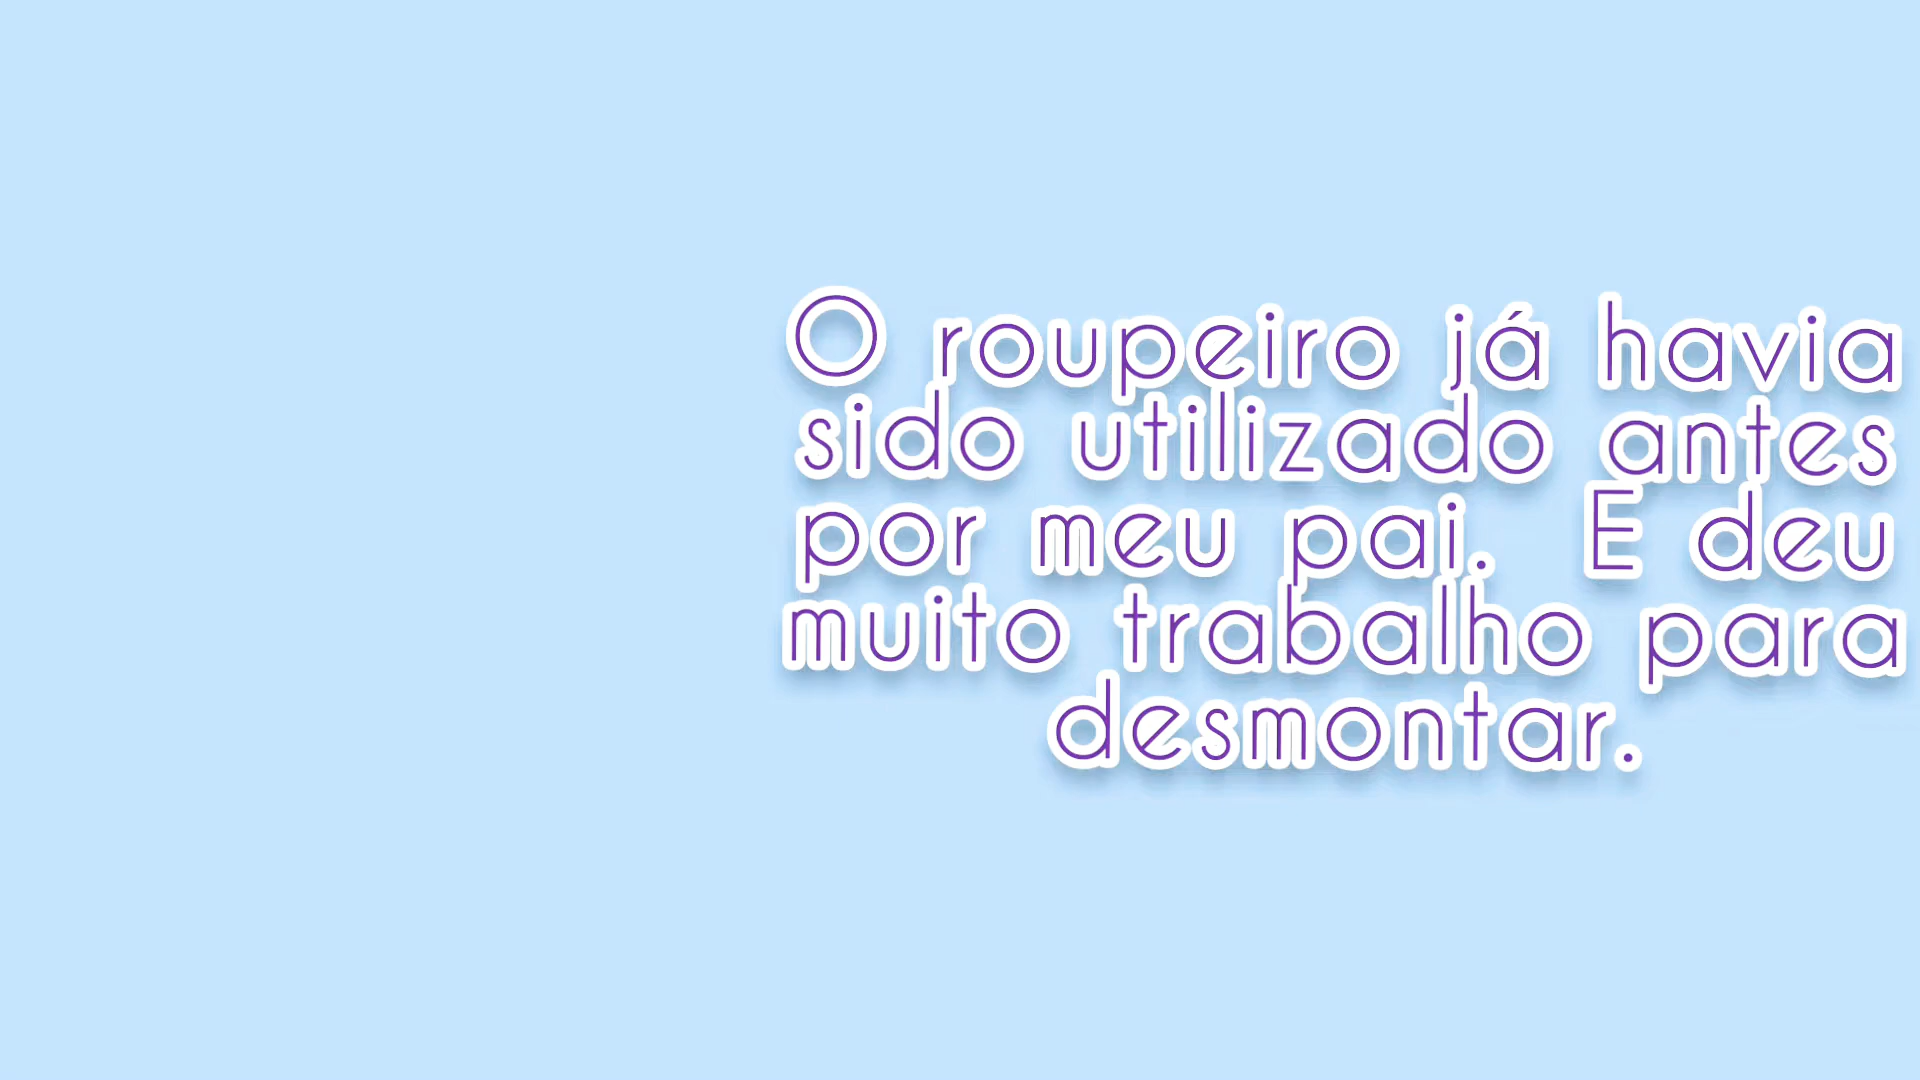 O roupeiro já havia
sido utilizado antes
por meu pai. E deu
muito trabalho para
desmontar.